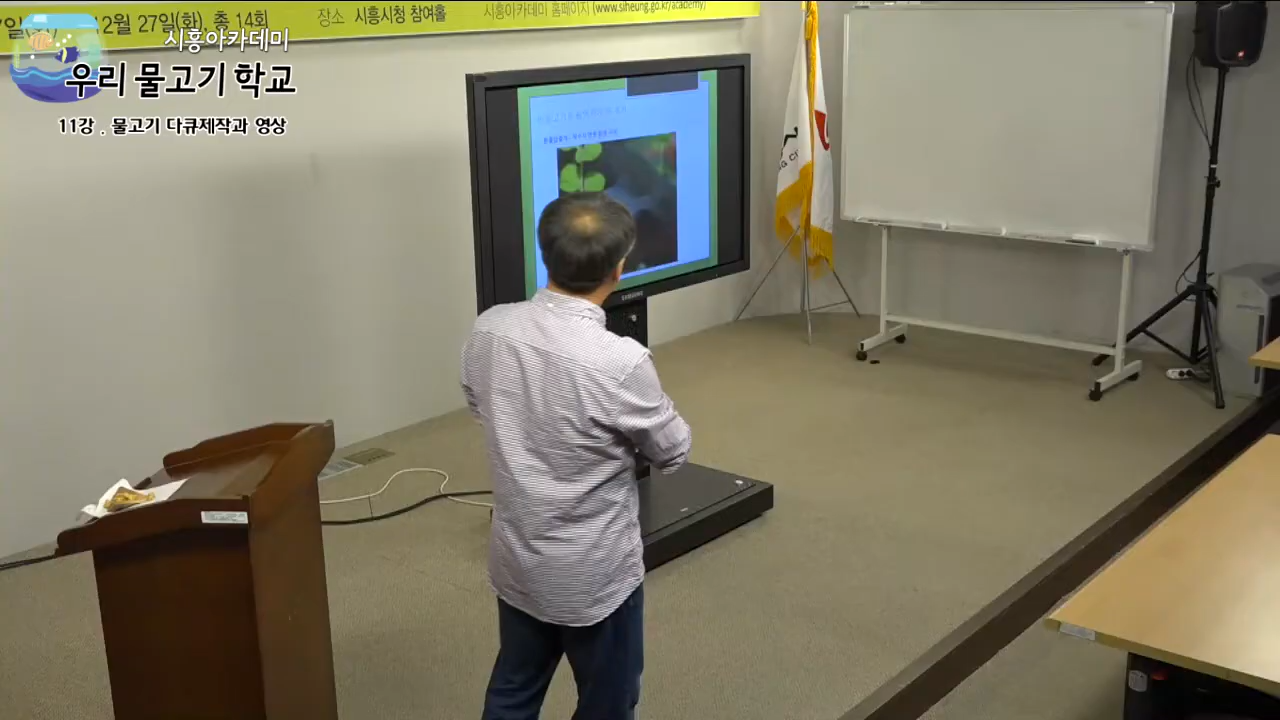 12월 27일(화), 총 14회
장소 시흥시청 참여홀
시흥아카데미 홈페이지 (www.siheung.go.kr/academy)
시흥아카데미
우리 물고기 학교
11강 . 물고기 다큐제작과 영상
SAMSUNG